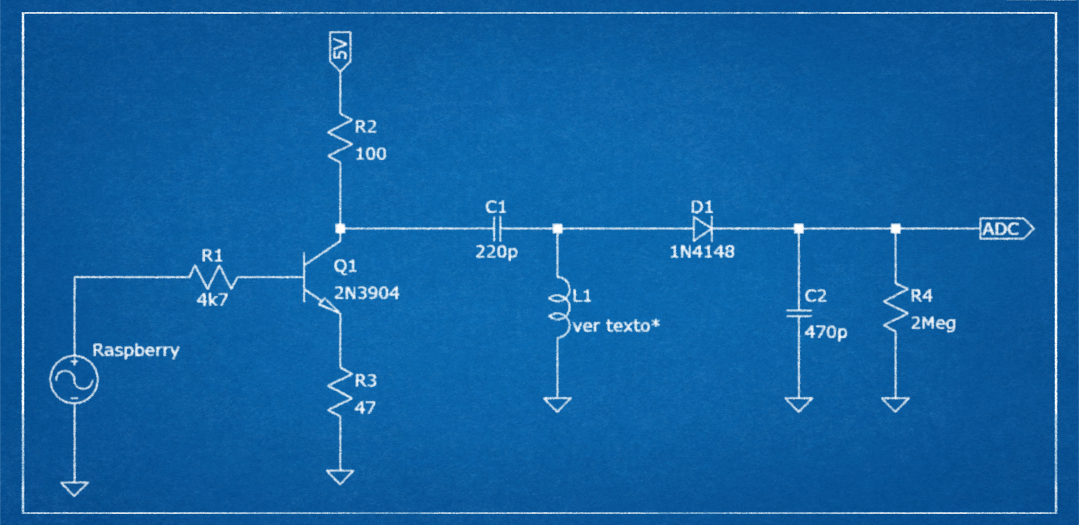 5V
R2
100
C1
220p
D1
1N4148
ADC
R1
4k7
Q1
2N3904
L1
ver texto*
C2
470p
R4
2Meg
Raspberry
R3
47